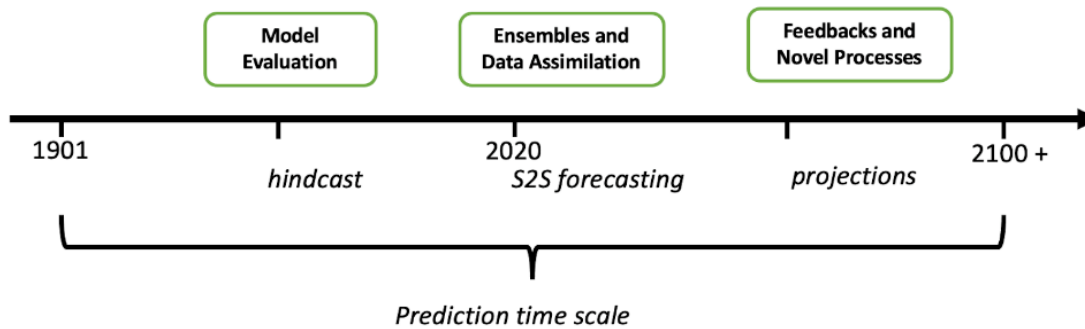 Model
Evaluation
Ensembles and
Data Assimilation
Feedbacks and
Novel Processes
1901
2020
2100 +
hindcast
S2S forecasting
projections
Prediction time scale